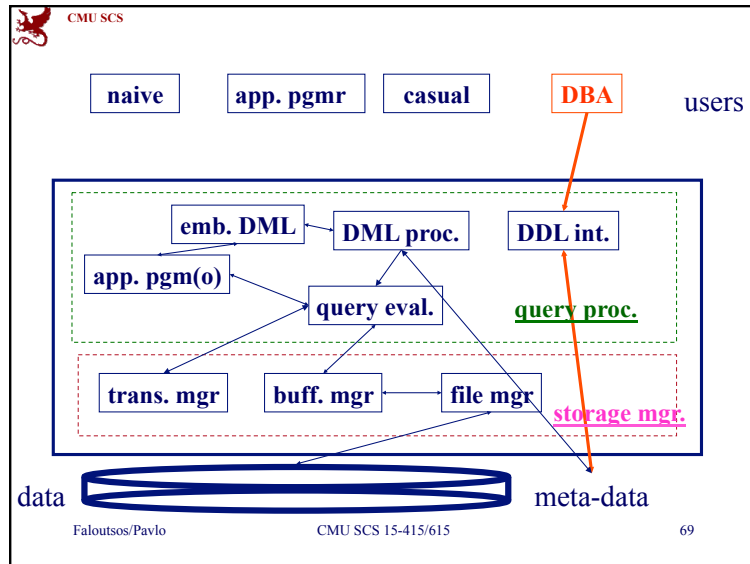 CMU SCS
naive
app. pgmr
casual
DBA
users
emb. DML
DML proc.
DDL int.
app. pgm(o)
query eval.
query proc.
trans. mgr
buff. mgr
file mgr
storage mgr.
data
meta-data
Faloutsos/Pavlo
CMU SCS 15-415/615
69